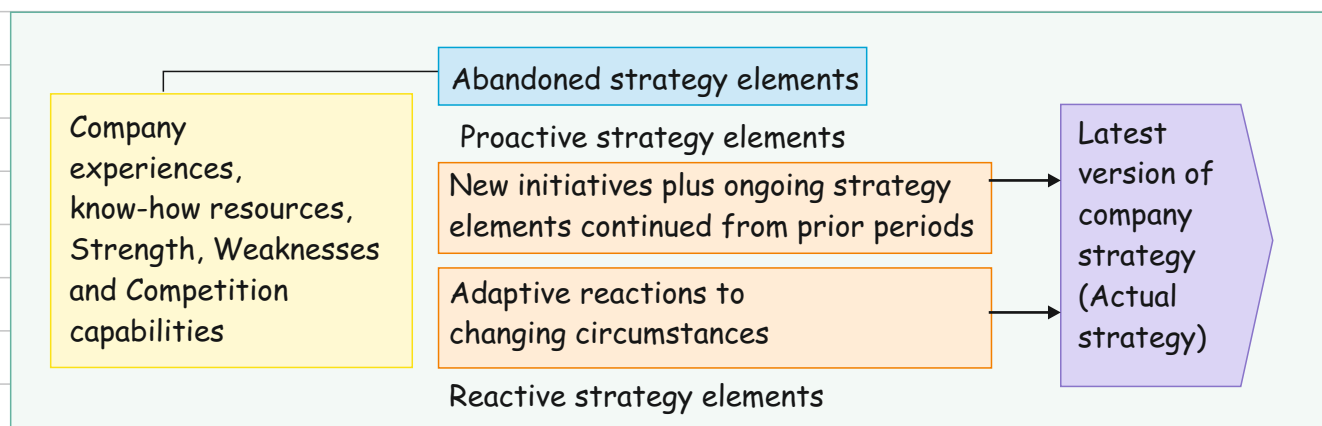 Company
experiences,
know-how resources,
Strength, Weaknesses
and Competition
capabilities
Abandoned strategy elements
Proactive strategy elements
New initiatives plus ongoing strategy
elements continued from prior periods
Adaptive reactions to
changing circumstances
Reactive strategy elements
Latest
version of
company
strategy
(Actual
strategy)